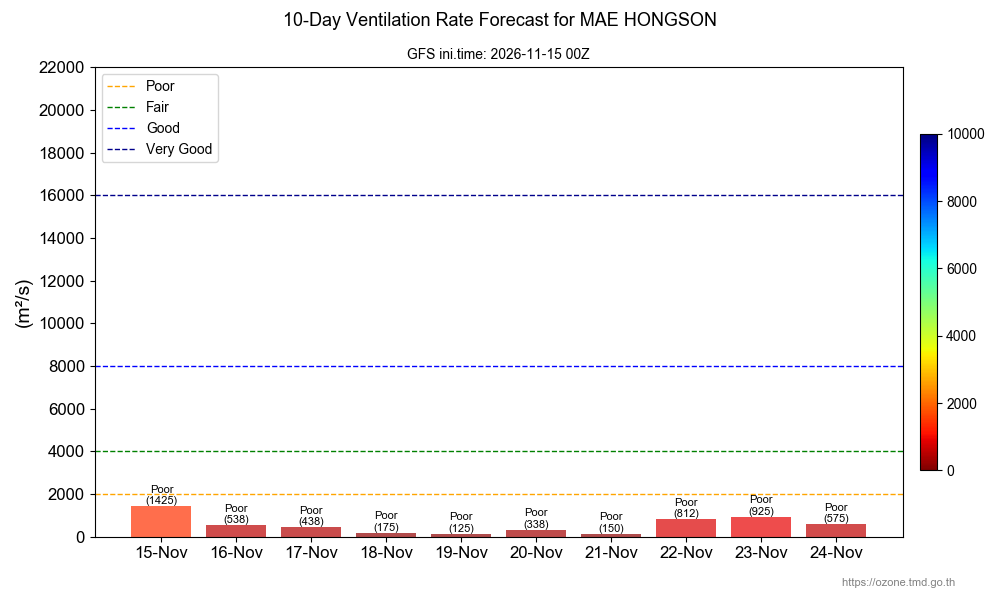 10-Day Ventilation Rate Forecast for MAE HONGSON
GFS ini.time: 2026-11-15 00Z
22000
20000
18000
16000
14000
12000
10000
8000
6000
4000
2000
0
(m²/s)
Poor
Fair
Good
Very Good
Poor
(1425)
Poor
(538)
Poor
(438)
Poor
(175)
Poor
(125)
Poor
(338)
Poor
(150)
Poor
(812)
Poor
(925)
Poor
(575)
15-Nov 16-Nov 17-Nov 18-Nov 19-Nov 20-Nov 21-Nov 22-Nov 23-Nov 24-Nov
10000
8000
6000
4000
2000
0
https://ozone.tmd.go.th